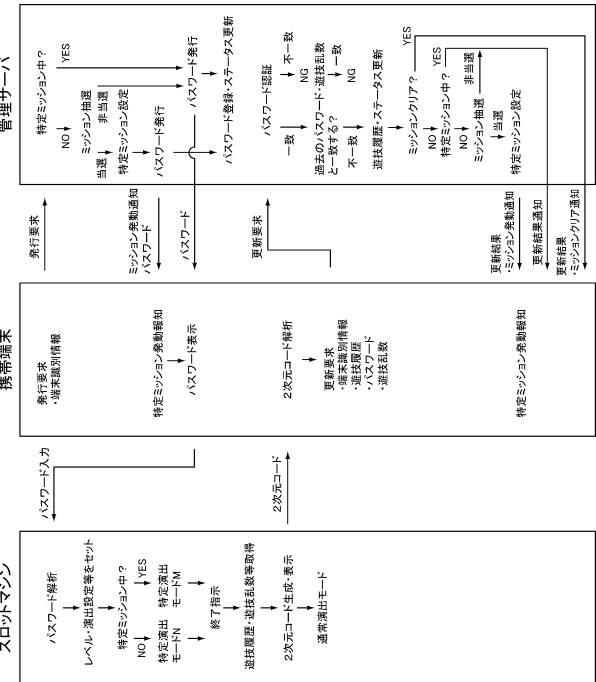 スロットマシン
パスワード解析
レベル・演出設定等をセット
特定ミッション中？
NO
YES
特定演出
モードN
特定演出
モードM
終了指示
遊技履歴・遊技乱数等取得
2次元コード生成・表示
通常演出モード
パスワード入力
2次元コード
携帯端末
発行要求
・端末識別情報
特定ミッション発動報知
パスワード表示
2次元コード解析
更新要求
・端末識別情報
・遊技履歴
・パスワード
・遊技乱数
特定ミッション発動報知
発行要求
ミッション発動通知
パスワード
パスワード
更新要求
更新結果
・ミッション発動通知
更新結果通知
更新結果
・ミッションクリア通知
管理サーバ
特定ミッション中？
YES
NO
ミッション抽選
当選
非当選
特定ミッション設定
パスワード発行
パスワード発行
パスワード登録・ステータス更新
パスワード認証
一致
不一致
NG
過去のパスワード・遊技乱数
と一致する？
不一致
一致
NG
遊技履歴・ステータス更新
ミッションクリア？
YES
NO
特定ミッション中？
YES
NO
ミッション抽選
非当選
当選
特定ミッション設定